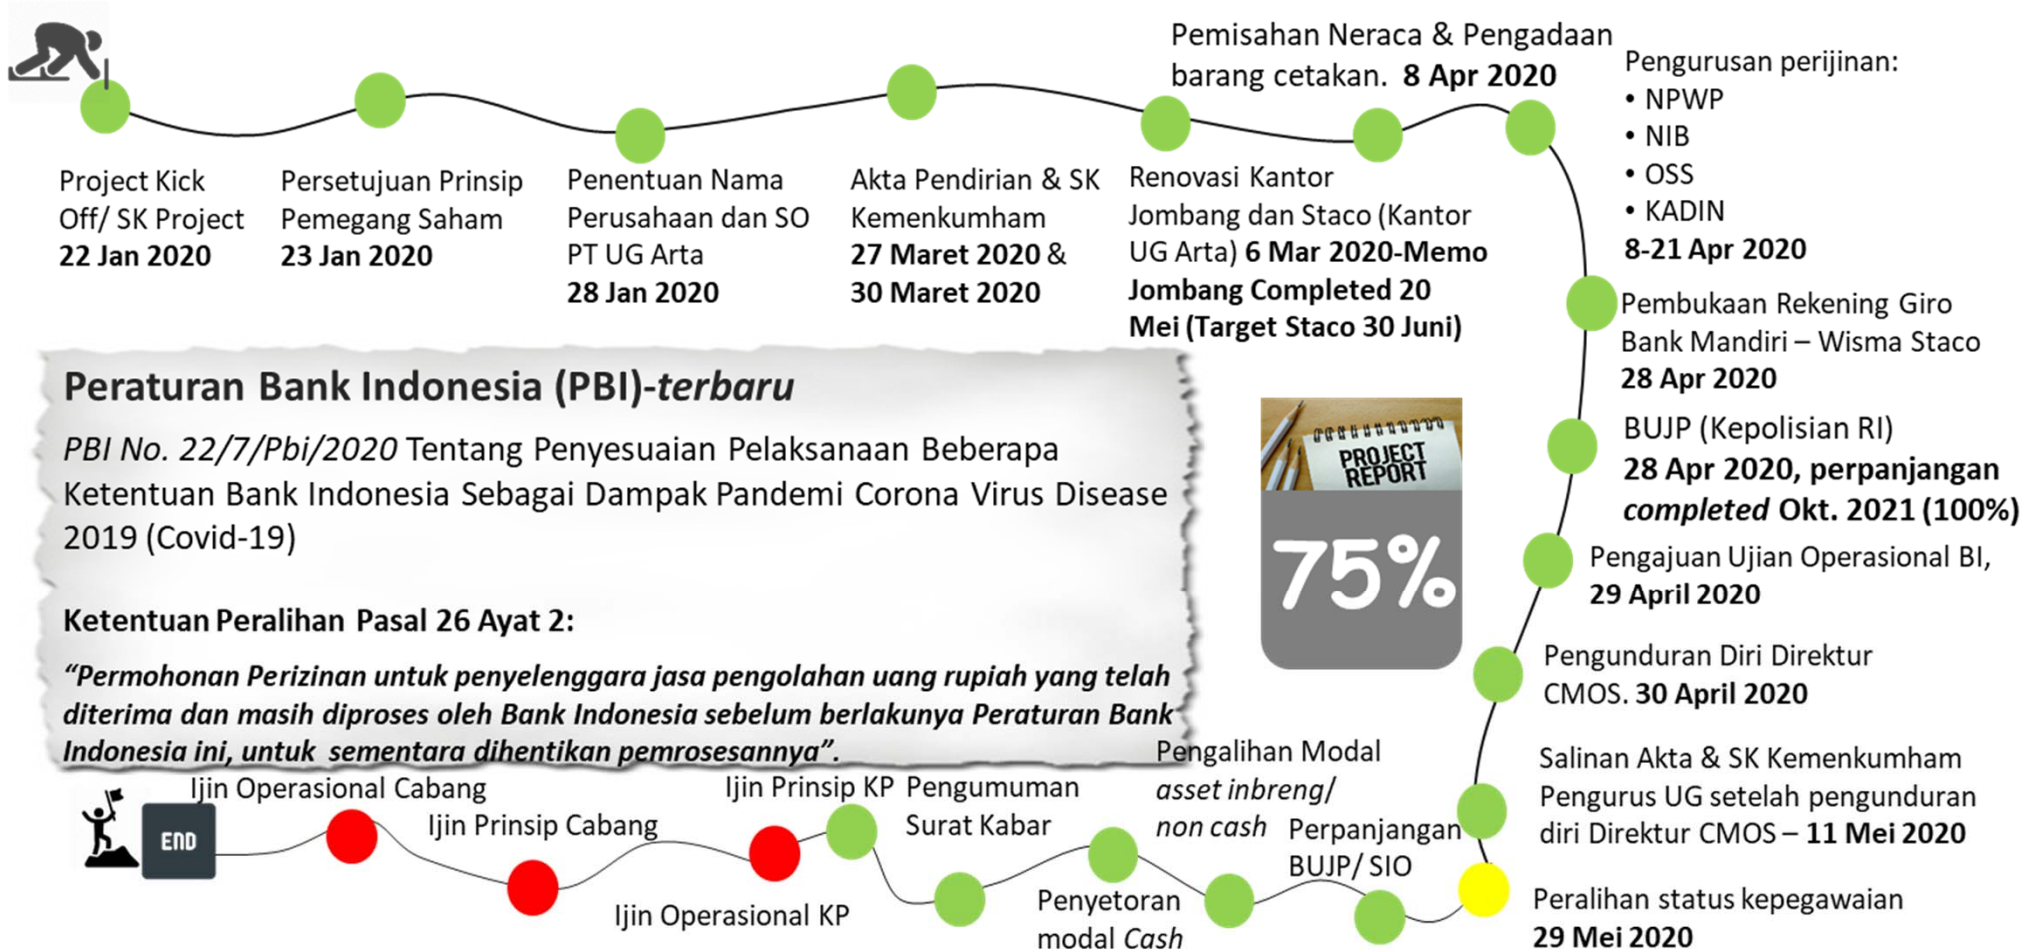 Project Kick
Off/ SK Project
22 Jan 2020
Persetujuan Prinsip
Pemegang Saham
23 Jan 2020
Penentuan Nama
Perusahaan dan SO
PT UG Arta
28 Jan 2020
Akta Pendirian & SK
Kemenkumham
27 Maret 2020 &
30 Maret 2020
Renovasi Kantor
Jombang dan Staco (Kantor
UG Arta) 6 Mar 2020-Memo
Jombang Completed 20
Mei (Target Staco 30 Juni)
Pemisahan Neraca & Pengadaan
barang cetakan. 8 Apr 2020
Pengurusan perijinan:
• NPWP
• NIB
• OSS
• KADIN
8-21 Apr 2020
Pembukaan Rekening Giro
Bank Mandiri – Wisma Staco
28 Apr 2020
BUJP (Kepolisian RI)
28 Apr 2020, perpanjangan
completed Okt. 2021 (100%)
Pengajuan Ujian Operasional BI,
29 April 2020
Pengunduran Diri Direktur
CMOS. 30 April 2020
Salinan Akta & SK Kemenkumham
Pengurus UG setelah pengunduran
diri Direktur CMOS – 11 Mei 2020
Peralihan status kepegawaian
29 Mei 2020
Perpanjangan
BUJP/ SIO
Pengalihan Modal
asset inbreng/
non cash
Penyetoran
modal Cash
Pengumuman
Surat Kabar
Ijin Prinsip KP
Ijin Operasional KP
Ijin Prinsip Cabang
Ijin Operasional Cabang
END
Peraturan Bank Indonesia (PBI)-terbaru
PBI No. 22/7/Pbi/2020 Tentang Penyesuaian Pelaksanaan Beberapa
Ketentuan Bank Indonesia Sebagai Dampak Pandemi Corona Virus Disease
2019 (Covid-19)
Ketentuan Peralihan Pasal 26 Ayat 2:
“Permohonan Perizinan untuk penyelenggara jasa pengolahan uang rupiah yang telah
diterima dan masih diproses oleh Bank Indonesia sebelum berlakunya Peraturan Bank
Indonesia ini, untuk sementara dihentikan pemrosesannya”.
PROJECT
REPORT
75%